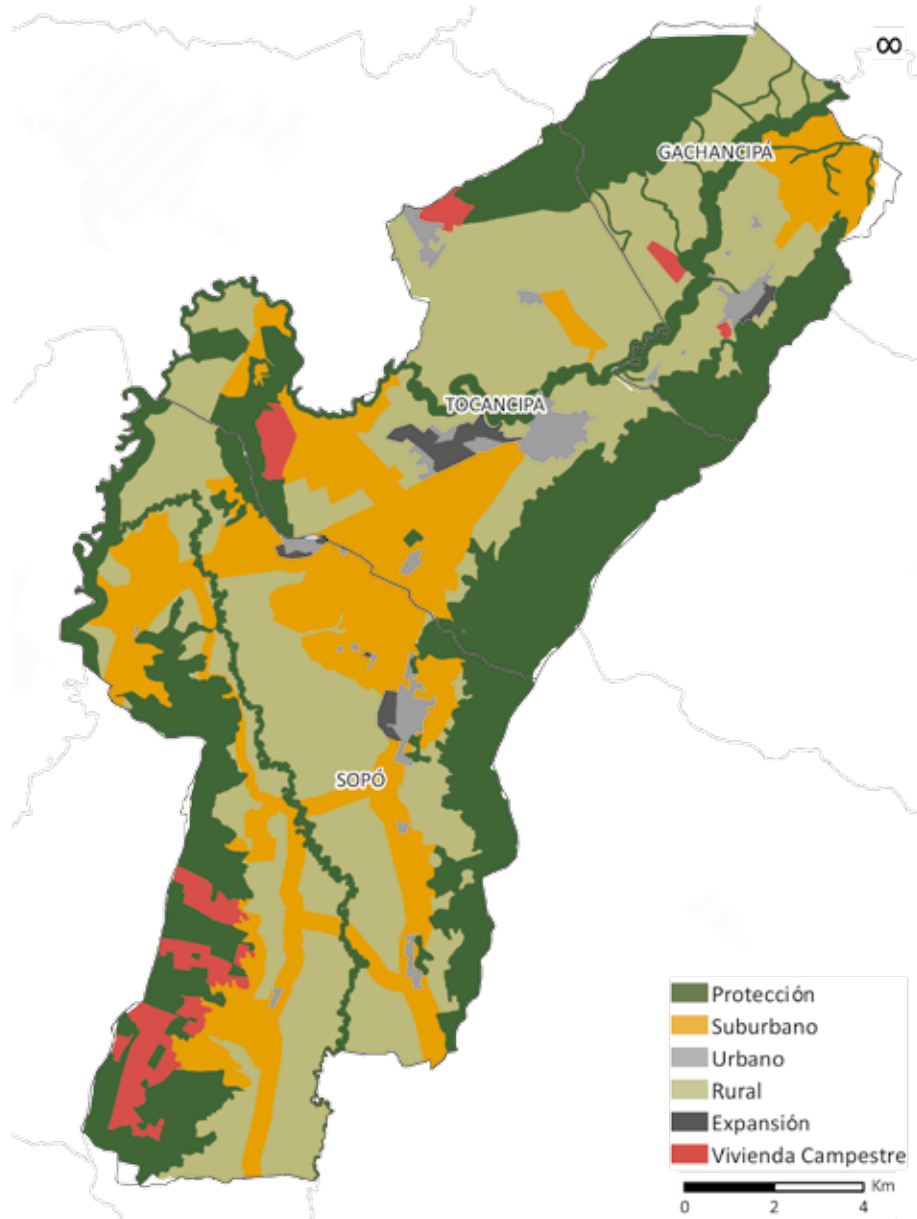 ∞
GACHANCIPÁ
TOCANCIPÁ
SOPÓ
Protección
Suburbano
Urbano
Rural
Expansión
Vivienda Campestre
Km
0 2 4